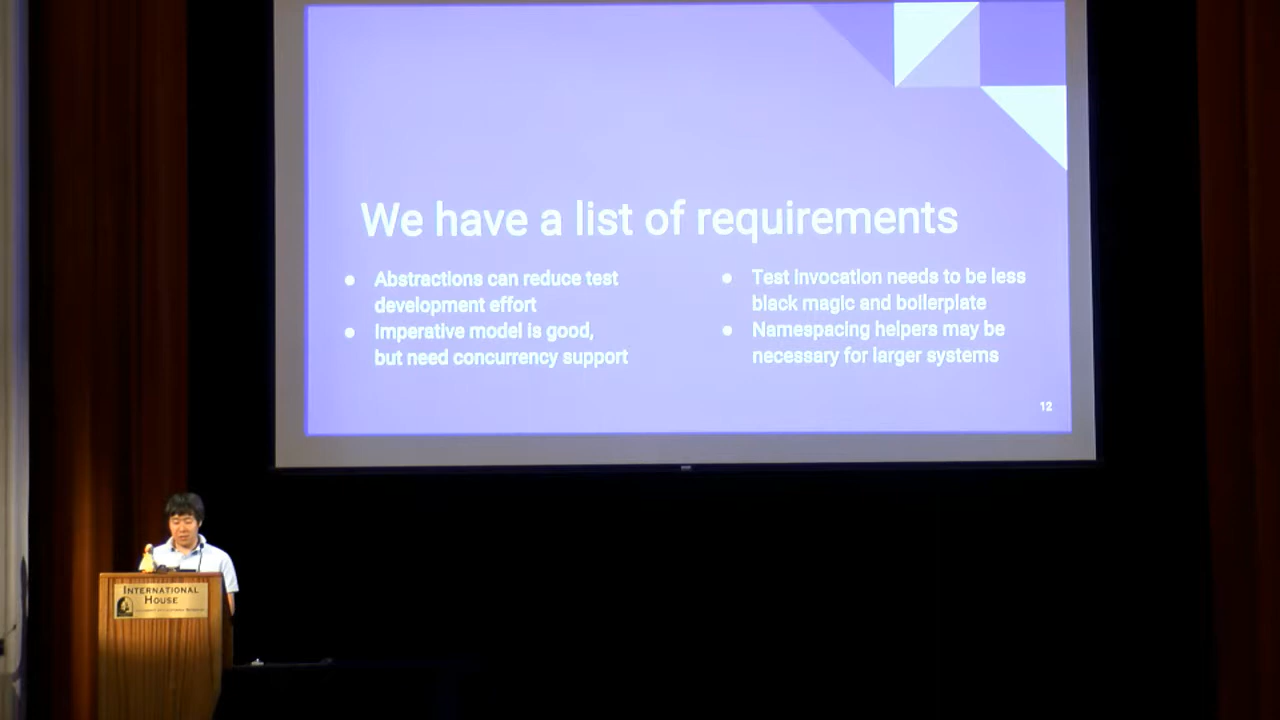 We have a list of requirements
● Abstractions can reduce test
development effort
● Imperative model is good,
but need concurrency support
● Test invocation needs to be less
black magic and boilerplate
● Namespacing helpers may be
necessary for larger systems
12
INTERNATIONAL
HOUSE